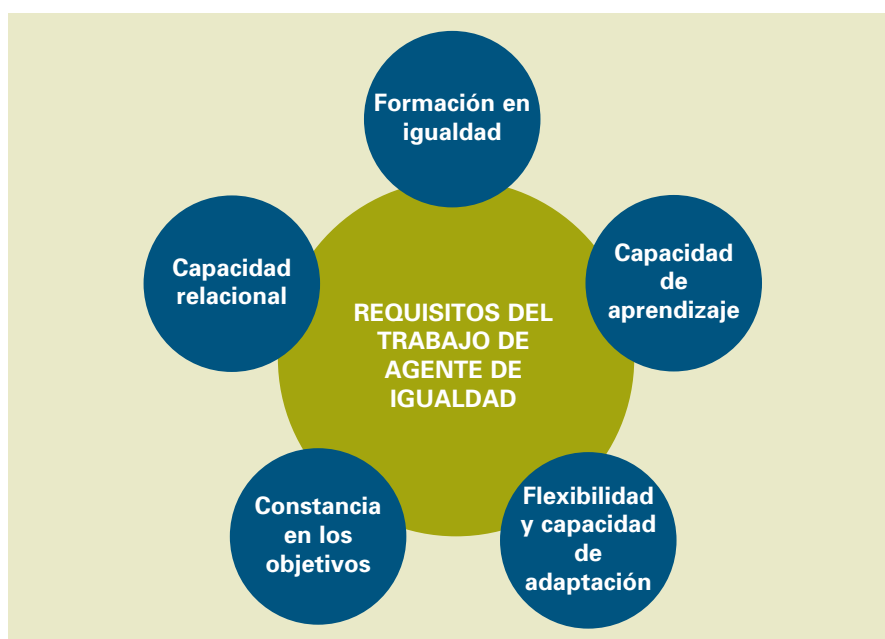 Formación en
igualdad
Capacidad
relacional
Capacidad
de
aprendizaje
REQUISITOS DEL
TRABAJO DE
AGENTE DE
IGUALDAD
Constancia
en los
objetivos
Flexibilidad
y capacidad
de
adaptación